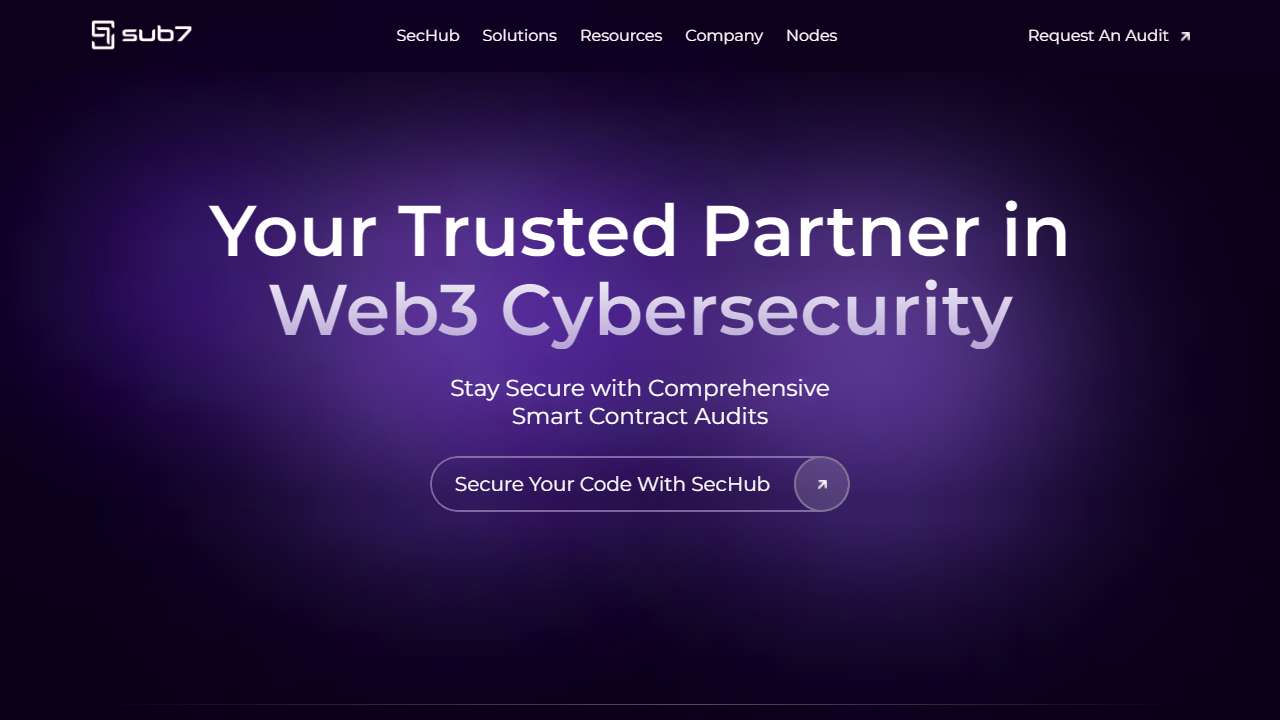 sub7
SecHub
Solutions
Resources
Company
Nodes
Request An Audit
Your Trusted Partner in
Web3 Cybersecurity
Stay Secure with Comprehensive
Smart Contract Audits
Secure Your Code With SecHub